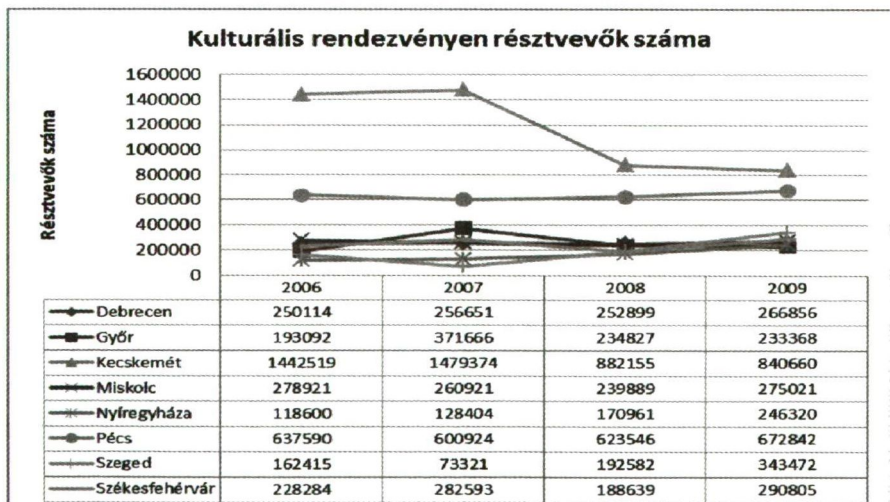 Kulturális rendezvényen résztvevők száma
Résztvevők száma
1600000
1400000
1200000
1000000
800000
600000
400000
200000
0
2006 2007 2008 2009
Debrecen 250114 256651 252899 266856
Győr 193092 371666 234827 233368
Kecskemét 1442519 1479374 882155 840660
Miskolc 278921 260921 239889 275021
Nyíregyháza 118600 128404 170961 246320
Pécs 637590 600924 623546 672842
Szeged 162415 73321 192582 343472
Székesfehérvár 228284 282593 188639 290805